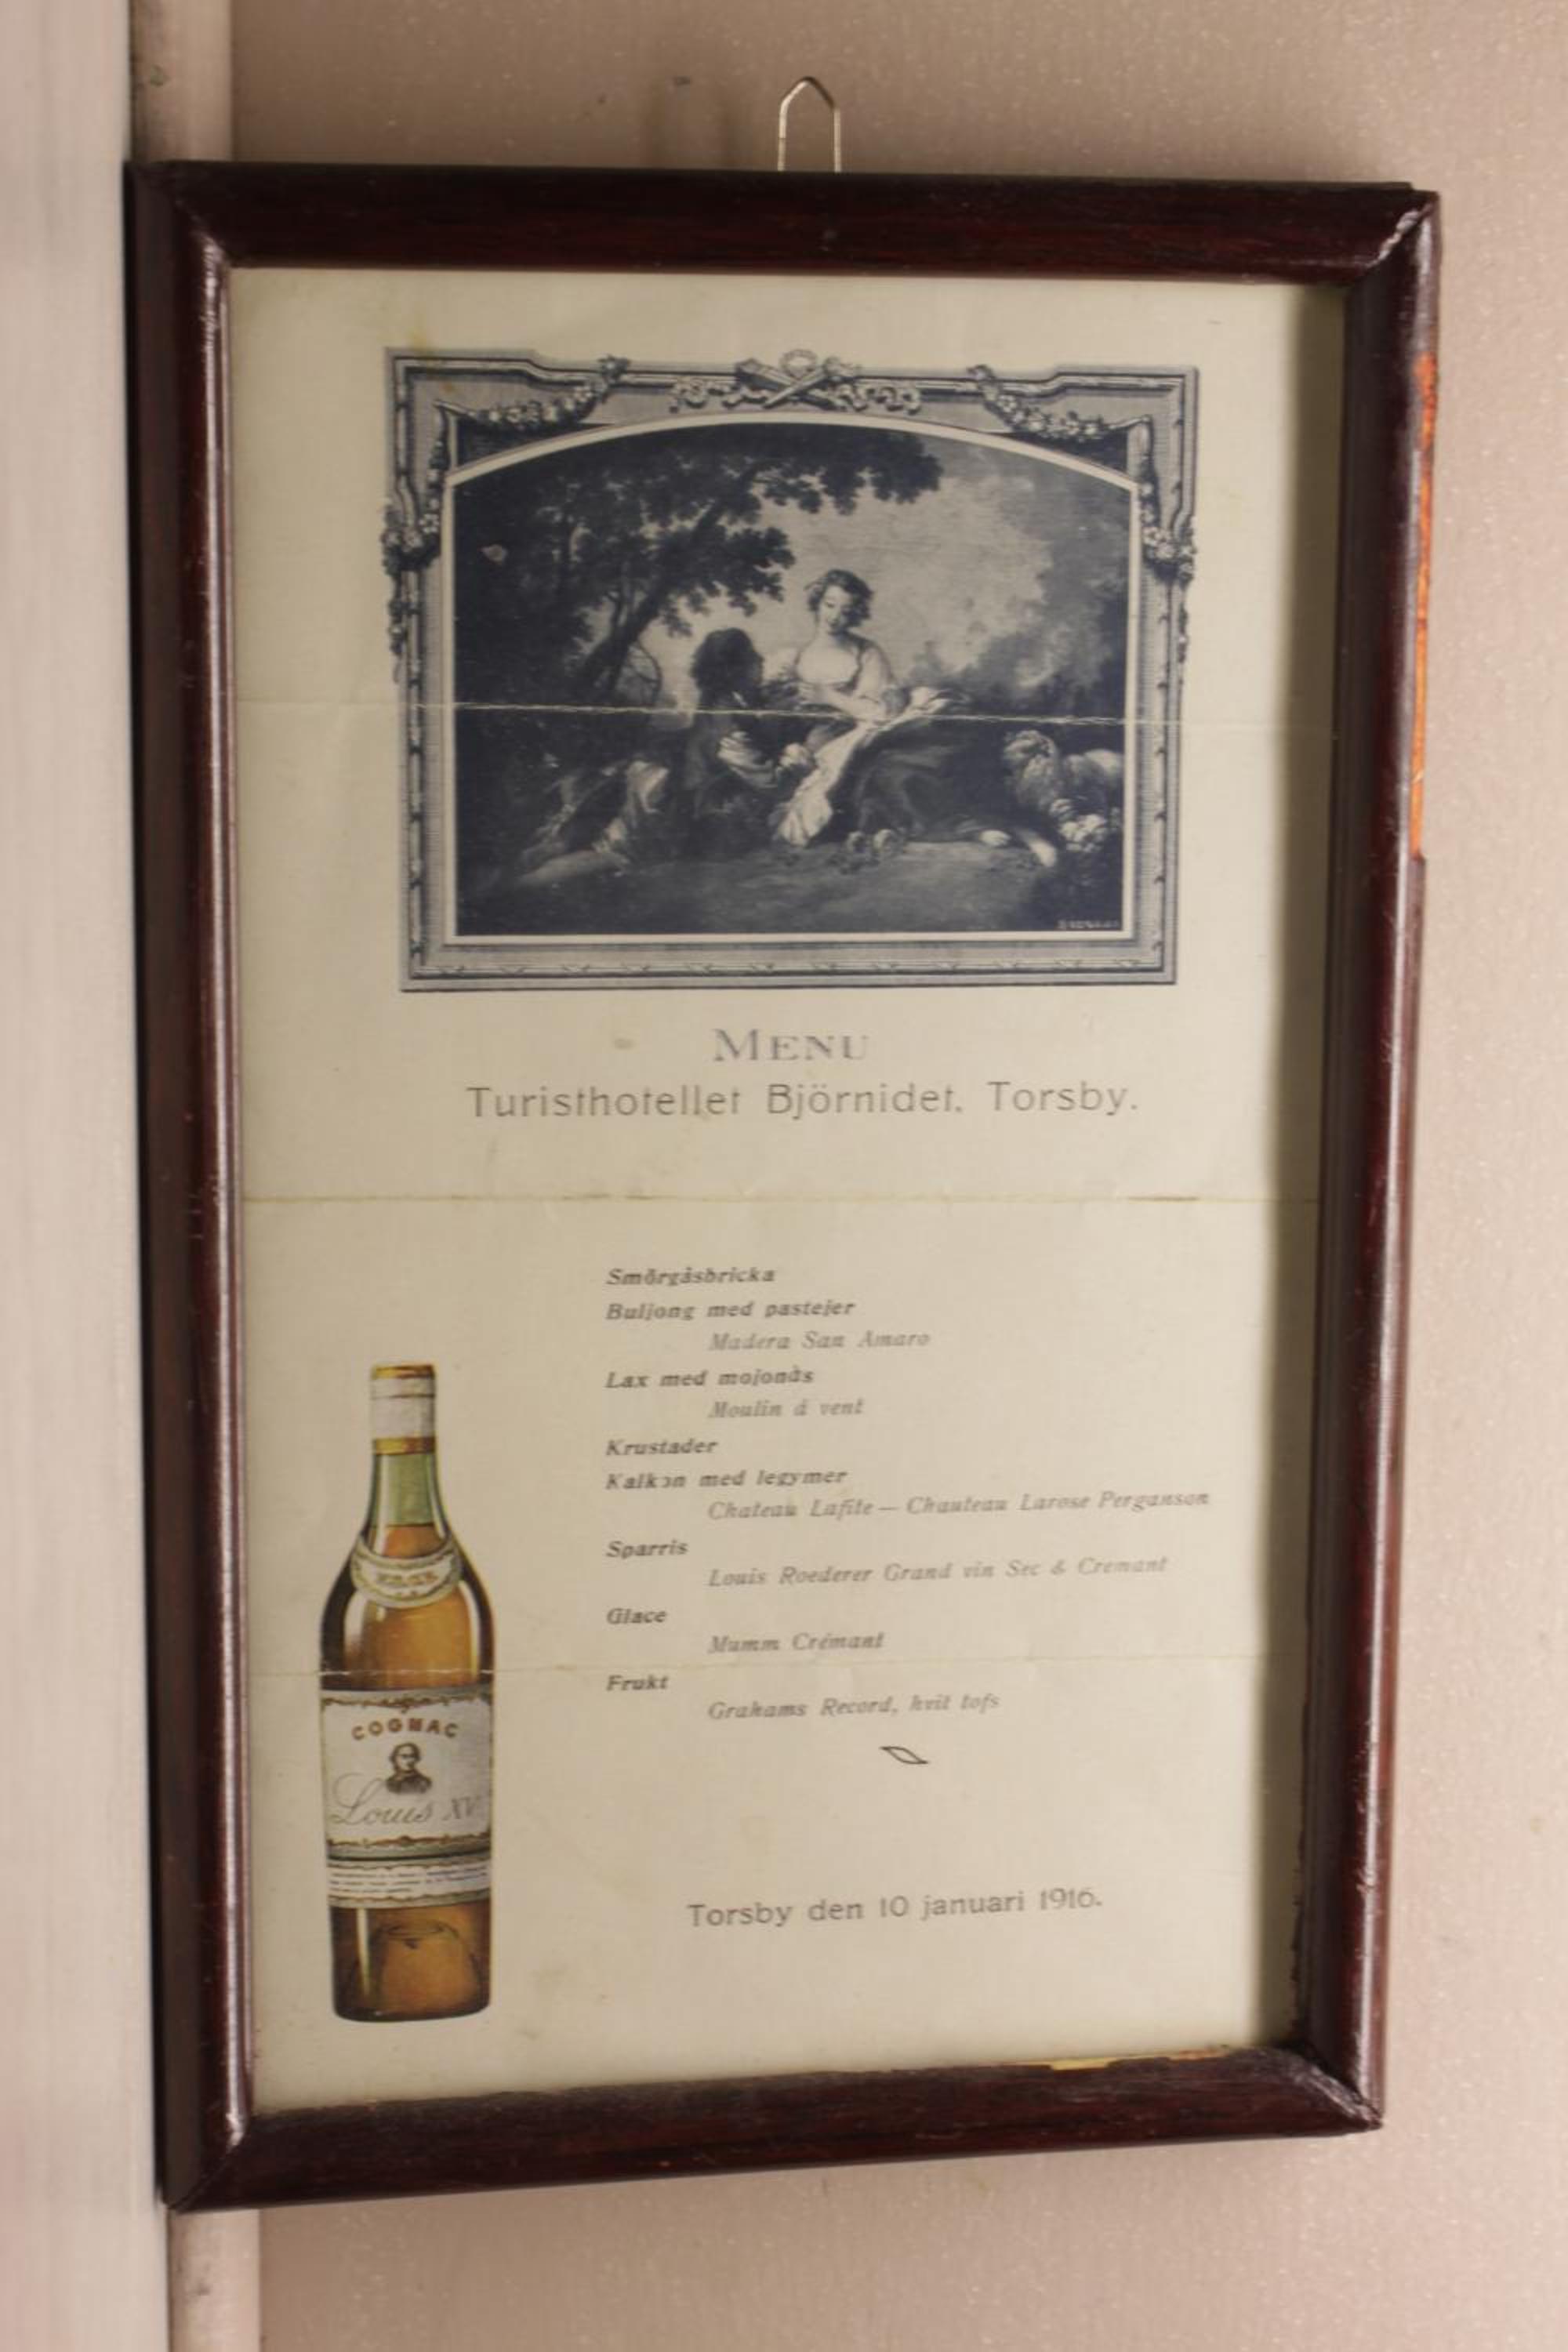 MENU
Turisthotellet Björnidet, Torsby.
Smörgåsbricka
Buljong med pastejer
Madera San Amaro
Lax med mojonäs
Moulin á vent
Krustader
Kalkon med legymer
Chateau Lafite — Chauteau Larose Perganson
Sparris
Louis Roederer Grand vin Sec & Cremant
Glace
Mumm Crémant
Frukt
Grahams Record, hvit tofs
COGNAC
Louis XV
Torsby den 10 januari 1916.